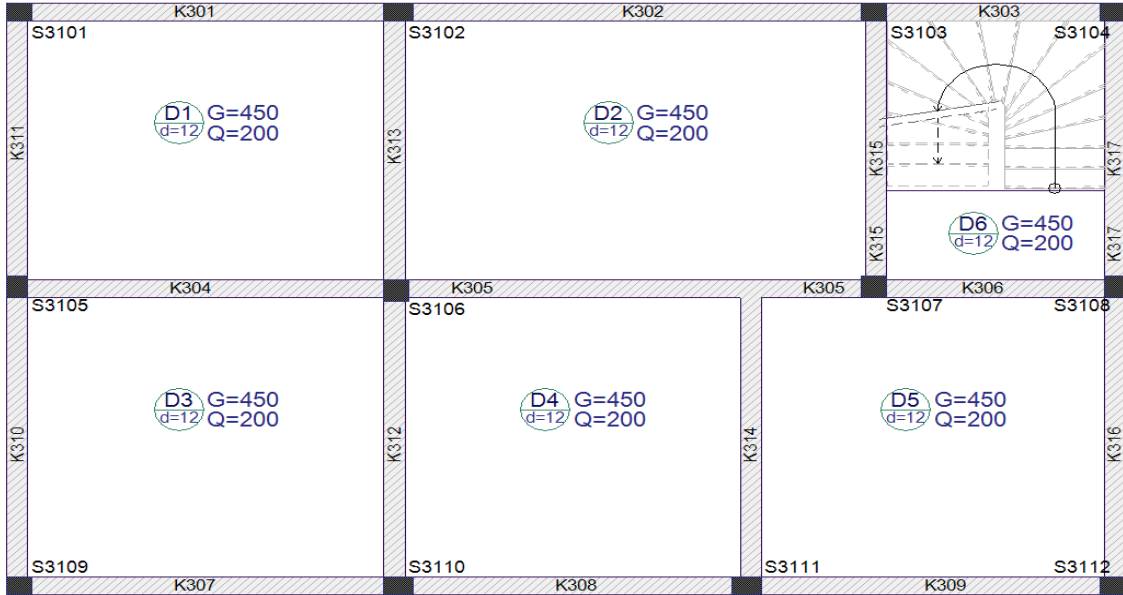 K301
K302
K303
S3101
S3102
S3103
S3104
D1
d=12
G=450
Q=200
D2
d=12
G=450
Q=200
K311
K313
K315
K317
D6
d=12
G=450
Q=200
K315
K317
K304
K305
K305
K306
S3105
S3106
S3107
S3108
D3
d=12
G=450
Q=200
D4
d=12
G=450
Q=200
D5
d=12
G=450
Q=200
K310
K312
K314
K316
S3109
S3110
S3111
S3112
K307
K308
K309